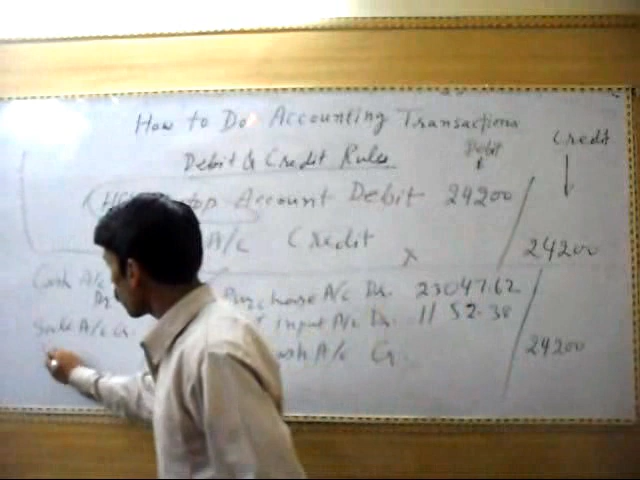 How to Do Accounting Transactions
Debit & Credit Rules
Debit
Credit
Account Debit 24200
A/c Credit
24200
Cash A/c
Dr.
Purchase A/c Dr. 23047.62
Sale A/c Cr.
input A/c Dr. 1152.38
A/c Cr.
24200